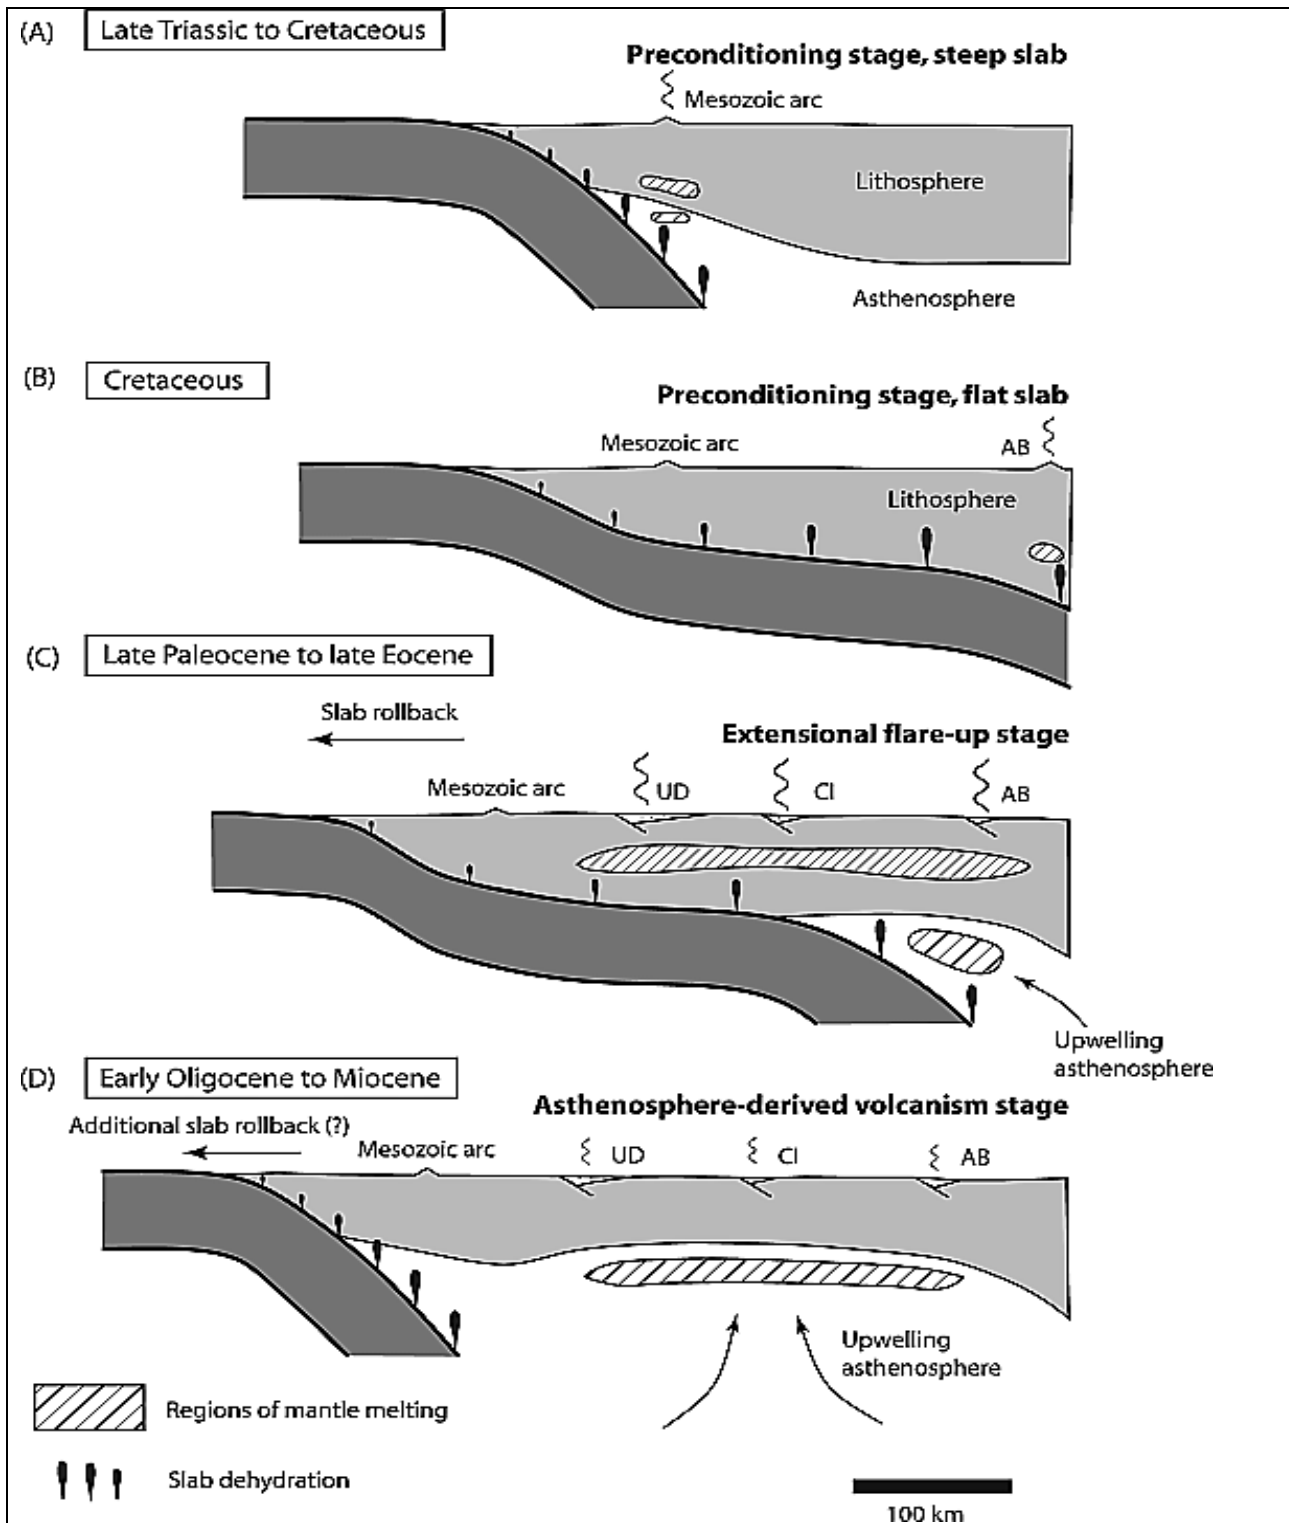 (A) Late Triassic to Cretaceous
Preconditioning stage, steep slab
Mesozoic arc
Lithosphere
Asthenosphere
(B) Cretaceous
Preconditioning stage, flat slab
Mesozoic arc
AB
Lithosphere
(C) Late Paleocene to late Eocene
Slab rollback
Extensional flare-up stage
Mesozoic arc
UD
CI
AB
Upwelling
asthenosphere
(D) Early Oligocene to Miocene
Asthenosphere-derived volcanism stage
Additional slab rollback (?)
Mesozoic arc
UD
CI
AB
Upwelling
asthenosphere
Regions of mantle melting
Slab dehydration
100 km